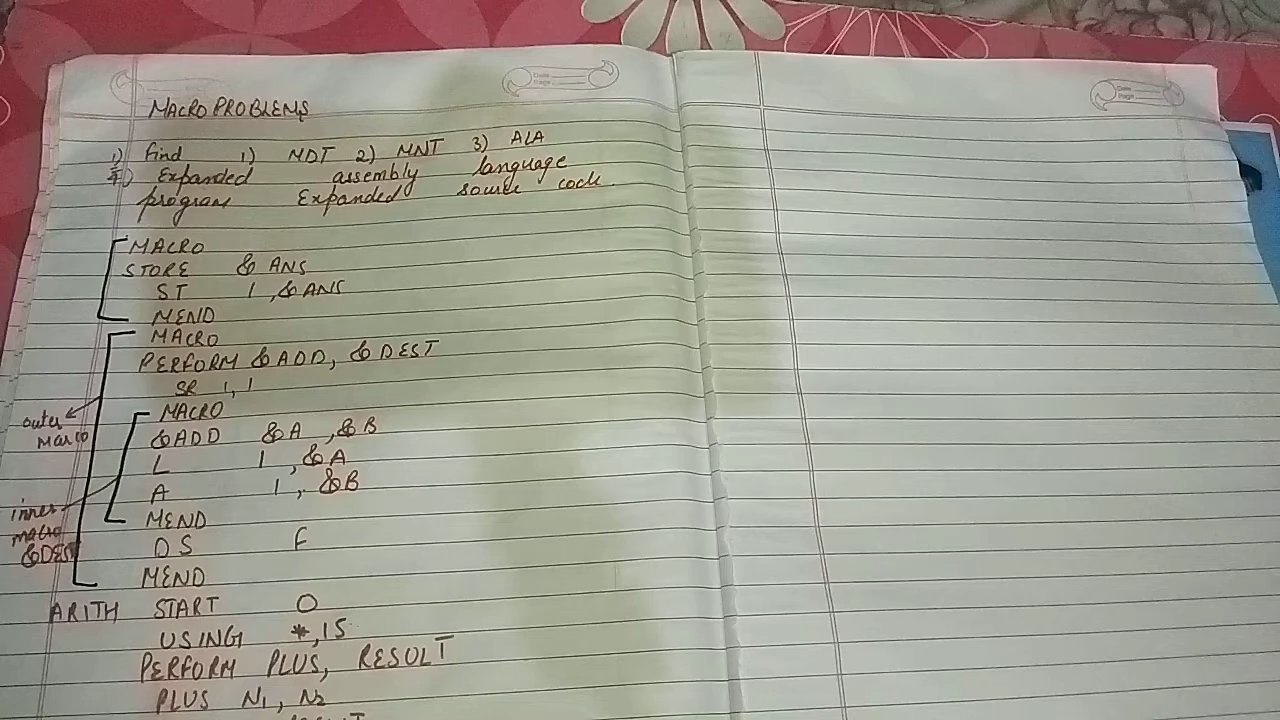 MACRO PROBLEMS
1) Find 1) MDT 2) MNT 3) ALA
Expanded assembly language
program Expanded source code.
MACRO
STORE & ANS
ST 1, & ANS
MEND
MACRO
PERFORM & ADD, & DEST
SR 1, 1
MACRO
outer
Marco
& ADD & A , & B
L 1 , & A
A 1 , & B
inner
macro
MEND
&DEST
DS F
MEND
ARITH START 0
USING *, 15
PERFORM PLUS, RESULT
PLUS N1, N2